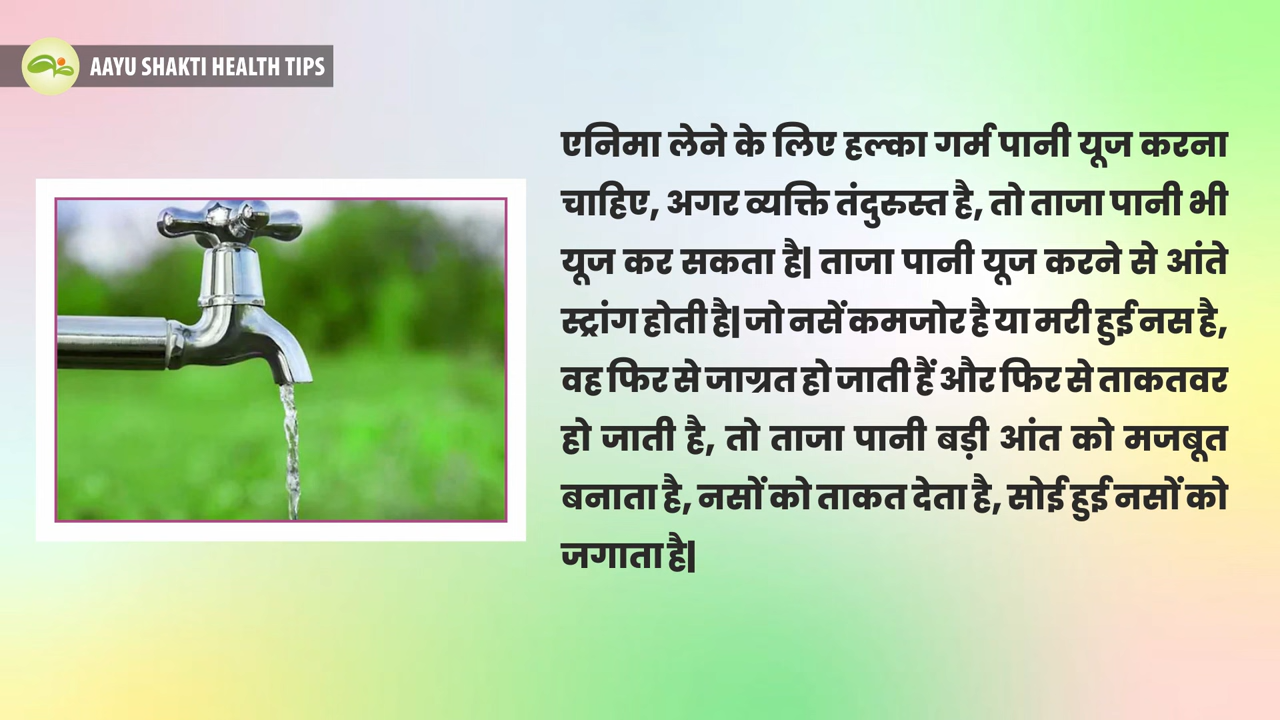 AAYU SHAKTI HEALTH TIPS
एनिमा लेने के लिए हल्का गर्म पानी यूज करना
चाहिए, अगर व्यक्ति तंदुरुस्त है, तो ताजा पानी भी
यूज कर सकता है| ताजा पानी यूज करने से आंते
स्ट्रांग होती है| जो नसें कमजोर है या मरी हुई नस है,
वह फिर से जाग्रत हो जाती हैं और फिर से ताकतवर
हो जाती है, तो ताजा पानी बड़ी आंत को मजबूत
बनाता है, नसों को ताकत देता है, सोई हुई नसों को
जगाता है|